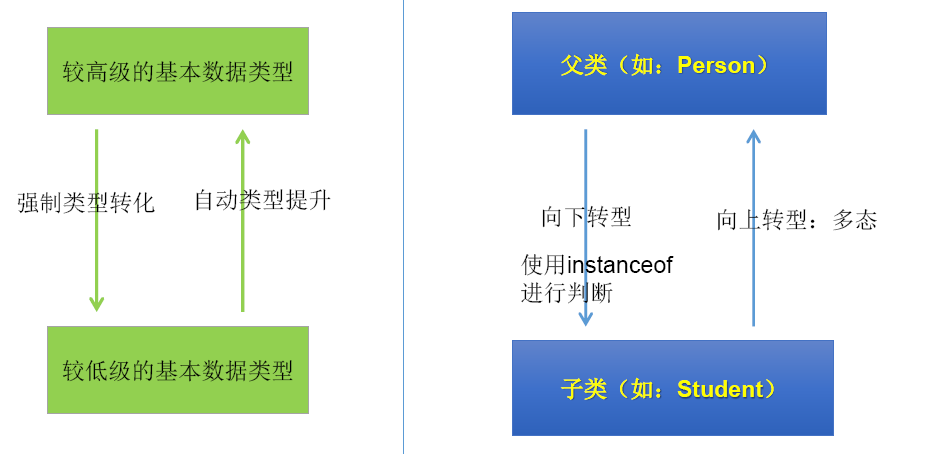 较高级的基本数据类型
强制类型转化
自动类型提升
较低级的基本数据类型
父类（如：Person）
向下转型
使用instanceof
进行判断
向上转型：多态
子类（如：Student）